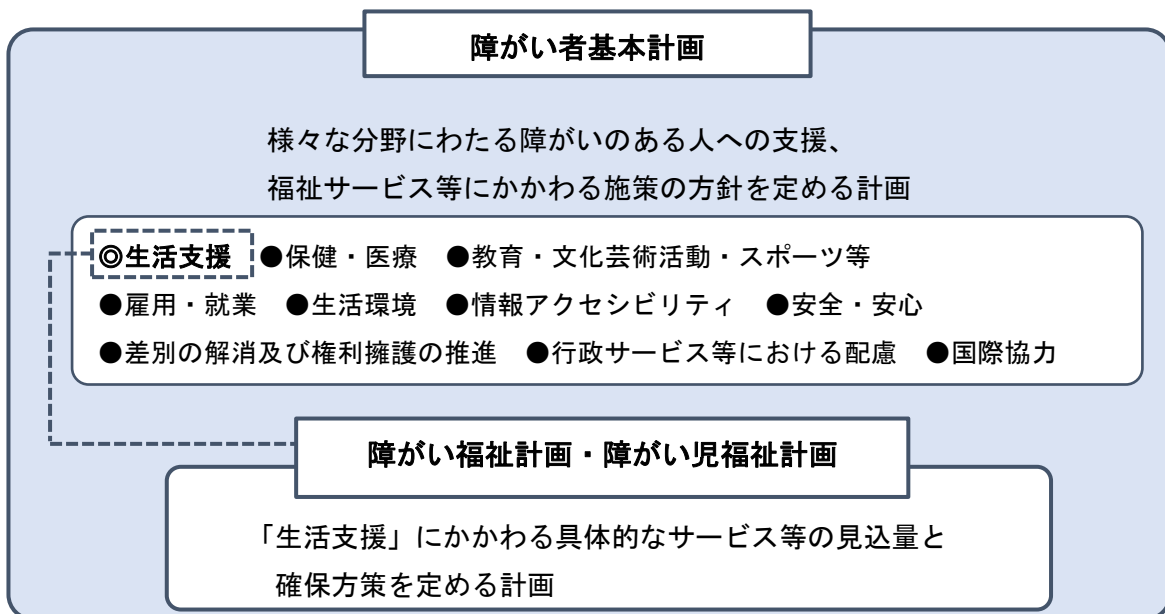 障がい者基本計画
様々な分野にわたる障がいのある人への支援、
福祉サービス等にかかわる施策の方針を定める計画
◎生活支援 ●保健・医療 ●教育・文化芸術活動・スポーツ等
●雇用・就業 ●生活環境 ●情報アクセシビリティ ●安全・安心
●差別の解消及び権利擁護の推進 ●行政サービス等における配慮 ●国際協力
障がい福祉計画・障がい児福祉計画
「生活支援」にかかわる具体的なサービス等の見込量と
確保方策を定める計画